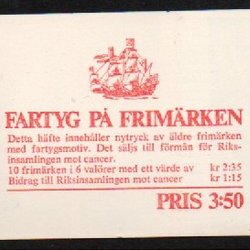 FARTYG PÅ FRIMÄRKEN
Detta häfte innehåller nytryck av äldre frimärken
med fartygsmotiv. Det säljs till förmån för Riks-
insamlingen mot cancer.
10 frimärken i 6 valörer med ett värde av kr 2:35
Bidrag till Riksinsamlingen mot cancer kr 1:15
PRIS 3:50